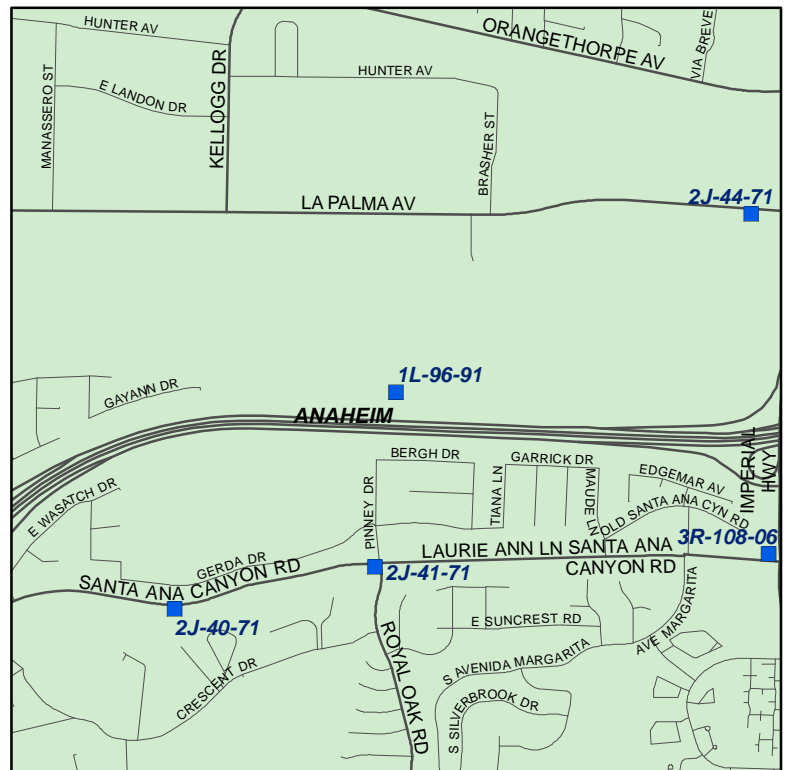 HUNTER AV
ORANGETHORPE AV
VIA BREVE
MANASSERO ST
E LANDON DR
KELLOGG DR
HUNTER AV
BRASHER ST
LA PALMA AV
2J-44-71
1L-96-91
GAYANN DR
ANAHEIM
IMPERIAL
HWY
BERGH DR
GARRICK DR
EDGEMAR AV
E WASATCH DR
PINNEY DR
TIANA LN
MAUDE LN
OLD SANTA ANA CYN RD
3R-108-06
GERDA DR
LAURIE ANN LN SANTA ANA
CANYON RD
SANTA ANA CANYON RD
2J-41-71
2J-40-71
E SUNCREST RD
AVE MARGARITA
ROYAL OAK RD
CRESCENT DR
S AVENIDA MARGARITA
S SILVERBROOK DR